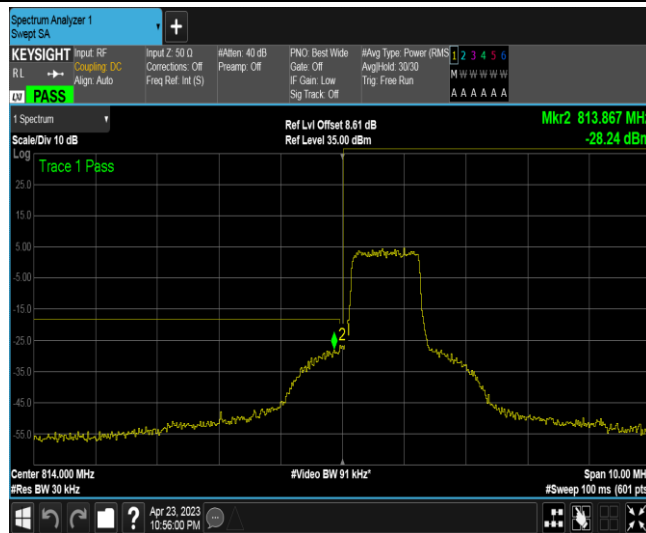 Spectrum Analyzer 1
Swept SA
+
KEYSIGHT Input: RF Input Z: 50 Ω #Atten: 40 dB PNO: Best Wide #Avg Type: Power (RMS 1 2 3 4 5 6
RL Coupling: DC Corrections: Off Preamp: Off Gate: Off Avg|Hold: 30/30 M W W W W W
Align: Auto Freq Ref: Int (S) IF Gain: Low Trig: Free Run
LXI PASS Sig Track: Off A A A A A A
1 Spectrum Ref Lvl Offset 8.61 dB Mkr2 813.867 MHz
Scale/Div 10 dB Ref Level 35.00 dBm -28.24 dBm
Log
Trace 1 Pass
25.0
15.0
5.00
-5.00
-15.0
2
-25.0
-35.0
-45.0
-55.0
Center 814.000 MHz #Video BW 91 kHz* Span 10.00 MH
#Res BW 30 kHz #Sweep 100 ms (601 pts
? Apr 23, 2023
10:56:00 PM